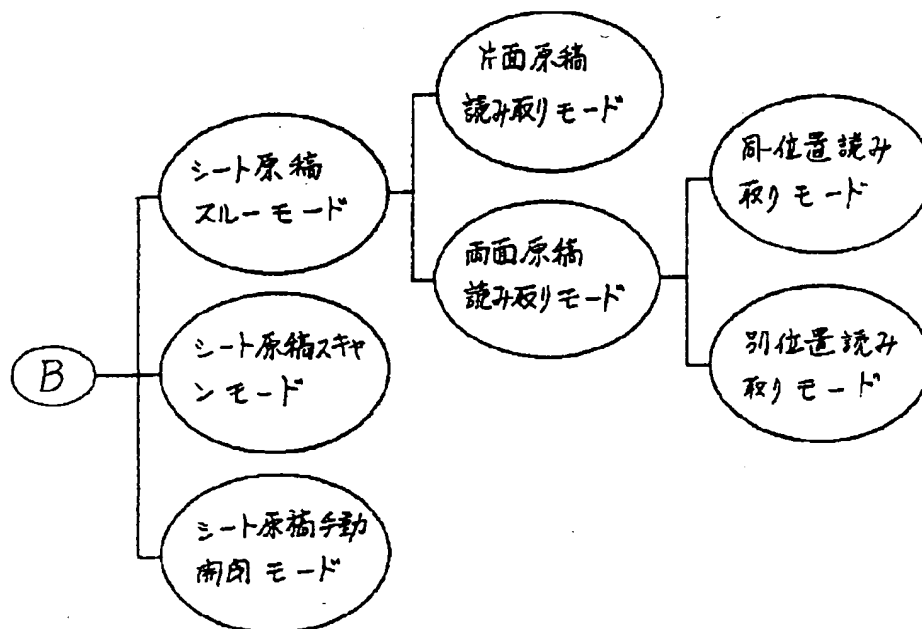 片面原稿
読み取りモード
シート原稿
スルーモード
同一位置読み
取りモード
両面原稿
読み取りモード
別位置読み
取りモード
シート原稿スキャ
ンモード
B
シート原稿手動
開閉モード